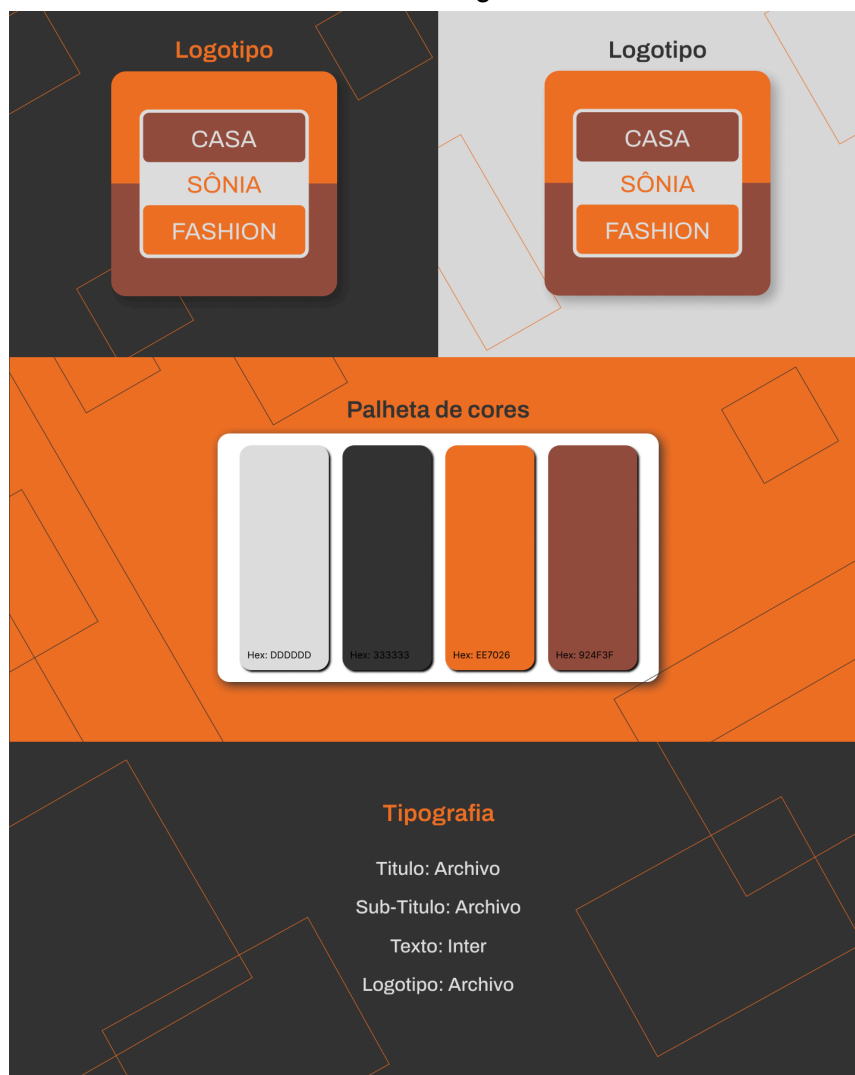 Logotipo
CASA
SÔNIA
FASHION
Logotipo
CASA
SÔNIA
FASHION
Palheta de cores
Hex: DDDDDD
Hex: 333333
Hex: EE7026
Hex: 924F3F
Tipografia
Titulo: Archivo
Sub-Titulo: Archivo
Texto: Inter
Logotipo: Archivo